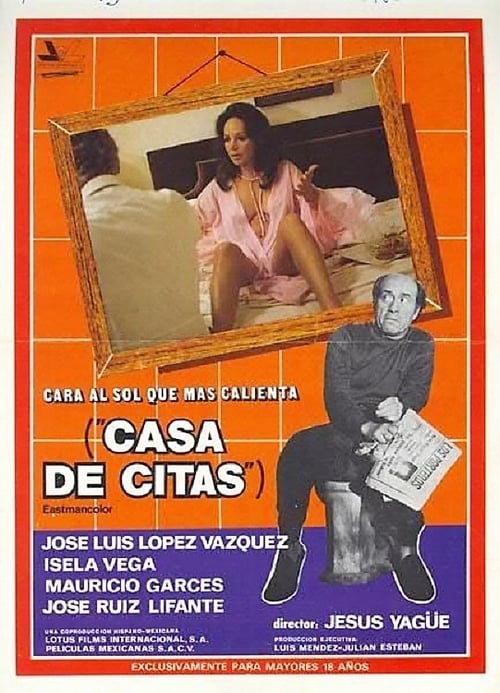 CARA AL SOL QUE MAS CALIENTA
("CASA
DE CITAS")
Eastmancolor
JOSE LUIS LOPEZ VAZQUEZ
ISELA VEGA
MAURICIO GARCES
JOSE RUIZ LIFANTE
director: JESUS YAGÜE
UNA COPRODUCCION HISPANO-MEXICANA
LOTUS FILMS INTERNACIONAL, S.A.
PELICULAS MEXICANAS S.A.C.V.
PRODUCCION EJECUTIVA:
LUIS MENDEZ-JULIAN ESTEBAN
EXCLUSIVAMENTE PARA MAYORES 18 AÑOS